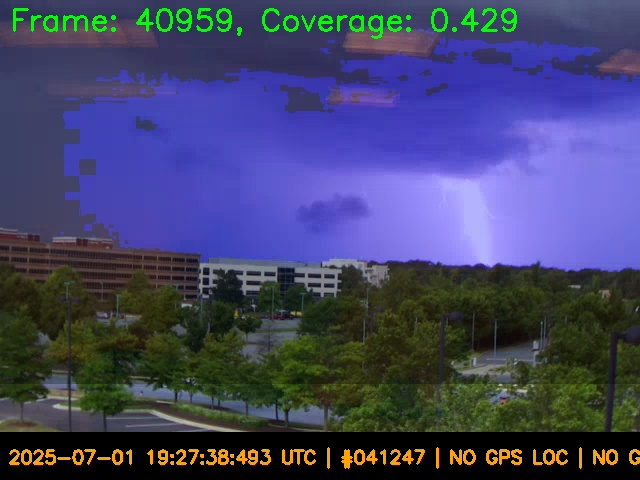 Frame: 40959, Coverage: 0.429
2025-07-01 19:27:38:493 UTC | #041247 | NO GPS LOC | NO G